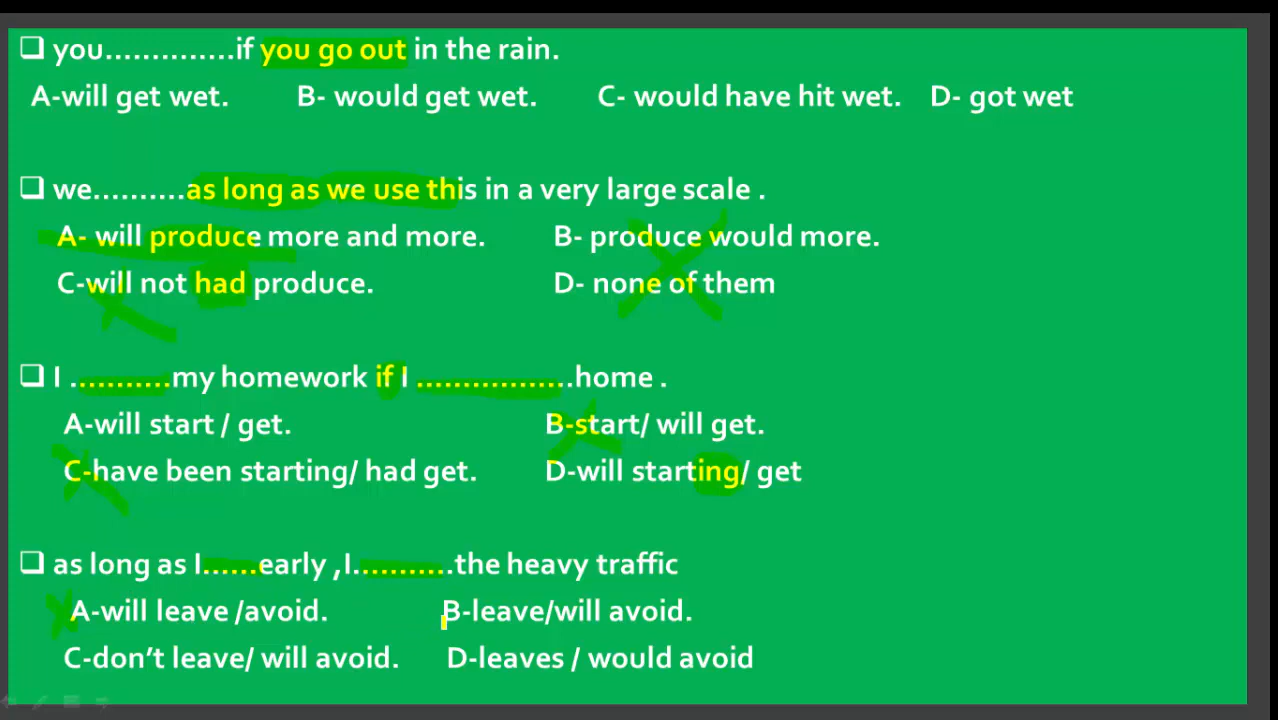 ❑ you..............if you go out in the rain.
A-will get wet. B- would get wet. C- would have hit wet. D- got wet
❑ we..........as long as we use this in a very large scale .
A- will produce more and more. B- produce would more.
C-will not had produce. D- none of them
❑ I ...........my homework if I ..................home .
A-will start / get. B-start/ will get.
C-have been starting/ had get. D-will starting/ get
❑ as long as I......early ,I...........the heavy traffic
A-will leave /avoid. B-leave/will avoid.
C-don’t leave/ will avoid. D-leaves / would avoid